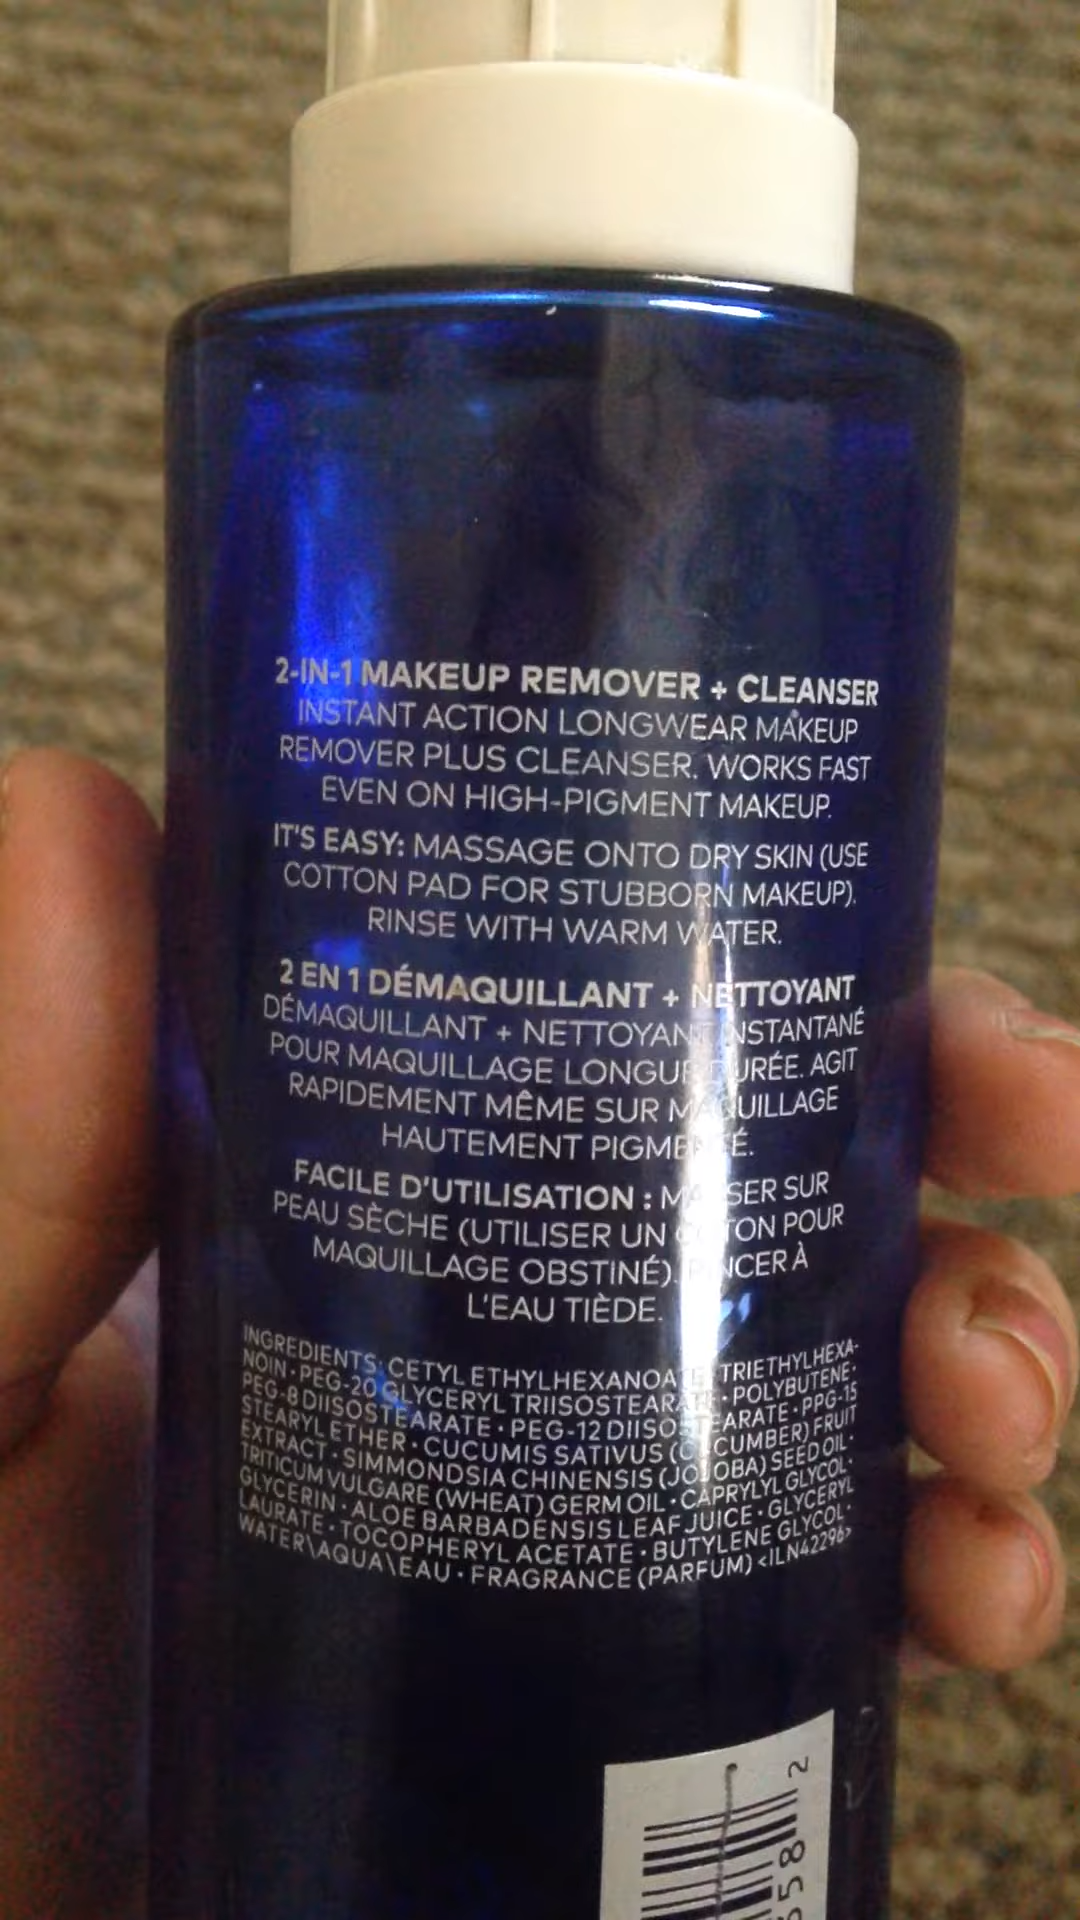 2-IN-1 MAKEUP REMOVER + CLEANSER
INSTANT ACTION LONGWEAR MAKEUP
REMOVER PLUS CLEANSER. WORKS FAST
EVEN ON HIGH-PIGMENT MAKEUP.
IT'S EASY: MASSAGE ONTO DRY SKIN (USE
COTTON PAD FOR STUBBORN MAKEUP).
RINSE WITH WARM WATER.
2 EN 1 DÉMAQUILLANT + NETTOYANT
DÉMAQUILLANT + NETTOYANT INSTANTANÉ
POUR MAQUILLAGE LONGUE DURÉE. AGIT
RAPIDEMENT MÊME SUR MAQUILLAGE
HAUTEMENT PIGMENTÉ.
FACILE D'UTILISATION : MASSER SUR
PEAU SÈCHE (UTILISER UN COTON POUR
MAQUILLAGE OBSTINÉ). RINCER À
L'EAU TIÈDE.
INGREDIENTS: CETYL ETHYLHEXANOATE · TRIETHYLHEXA-
NOIN · PEG-20 GLYCERYL TRIISOSTEARATE · POLYBUTENE ·
PEG-8 DIISOSTEARATE · PEG-12 DIISOSTEARATE · PPG-15
STEARYL ETHER · CUCUMIS SATIVUS (CUCUMBER) FRUIT
EXTRACT · SIMMONDSIA CHINENSIS (JOJOBA) SEED OIL ·
TRITICUM VULGARE (WHEAT) GERM OIL · CAPRYLYL GLYCOL ·
GLYCERIN · ALOE BARBADENSIS LEAF JUICE · GLYCERYL
LAURATE · TOCOPHERYL ACETATE · BUTYLENE GLYCOL ·
WATER\AQUA\EAU · FRAGRANCE (PARFUM) <ILN42296>
58 2